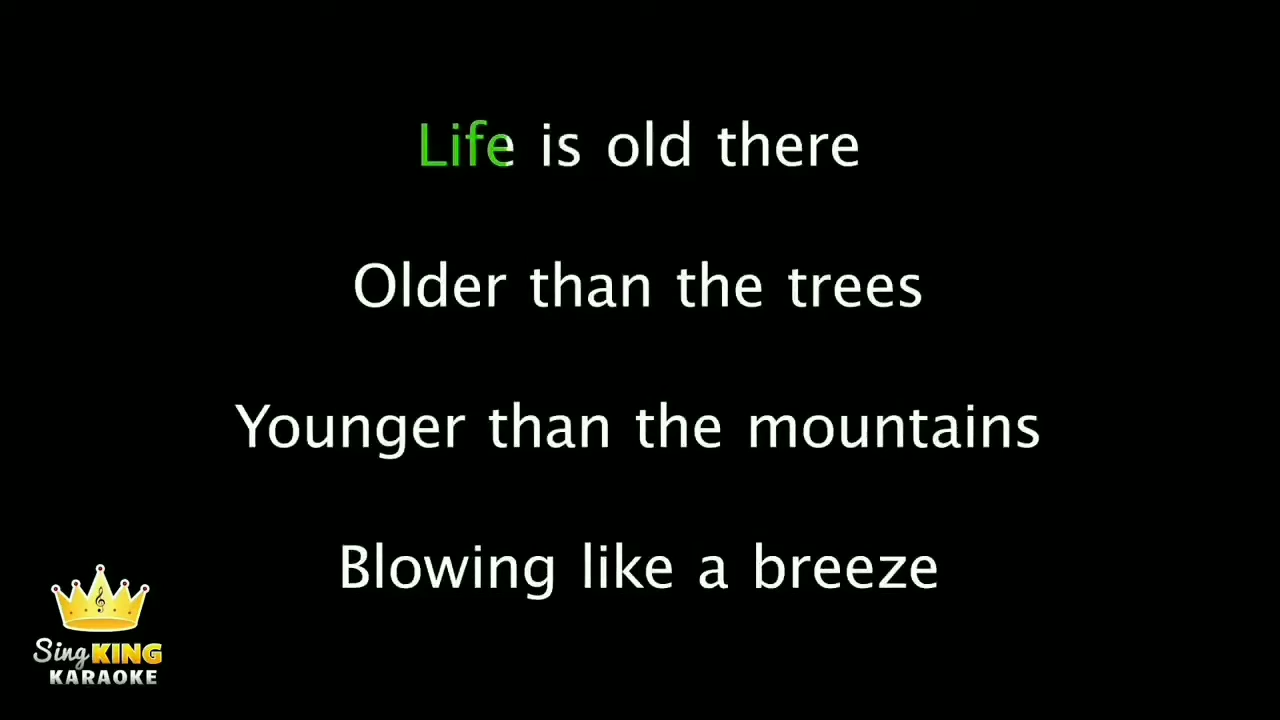 Life is old there
Older than the trees
Younger than the mountains
Blowing like a breeze
Sing KING
KARAOKE